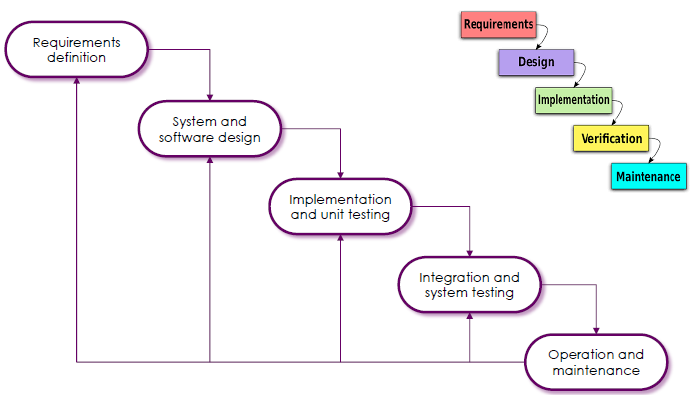 Requirements
definition
System and
software design
Implementation
and unit testing
Integration and
system testing
Operation and
maintenance
Requirements
Design
Implementation
Verification
Maintenance